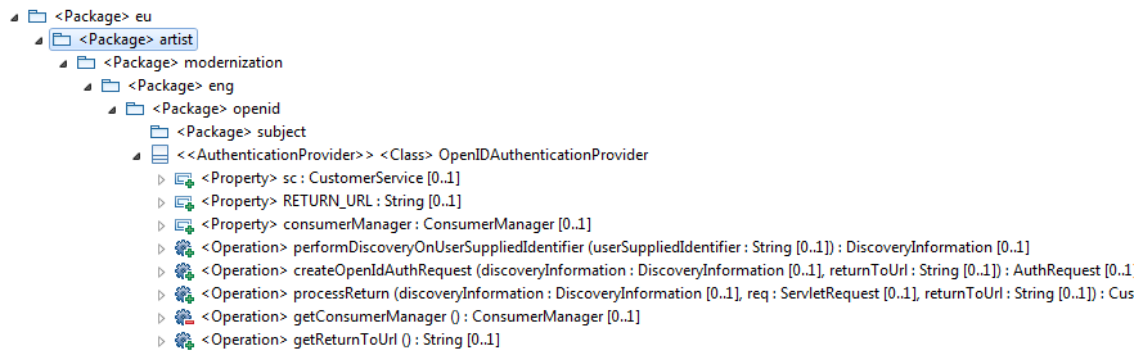 <Package> eu
<Package> artist
<Package> modernization
<Package> eng
<Package> openid
<Package> subject
<<AuthenticationProvider>> <Class> OpenIDAuthenticationProvider
<Property> sc : CustomerService [0..1]
<Property> RETURN_URL : String [0..1]
<Property> consumerManager : ConsumerManager [0..1]
<Operation> performDiscoveryOnUserSuppliedIdentifier (userSuppliedIdentifier : String [0..1]) : DiscoveryInformation [0..1]
<Operation> createOpenIdAuthRequest (discoveryInformation : DiscoveryInformation [0..1], returnToUrl : String [0..1]) : AuthRequest [0..1
<Operation> processReturn (discoveryInformation : DiscoveryInformation [0..1], req : ServletRequest [0..1], returnToUrl : String [0..1]) : Cus
<Operation> getConsumerManager () : ConsumerManager [0..1]
<Operation> getReturnToUrl () : String [0..1]